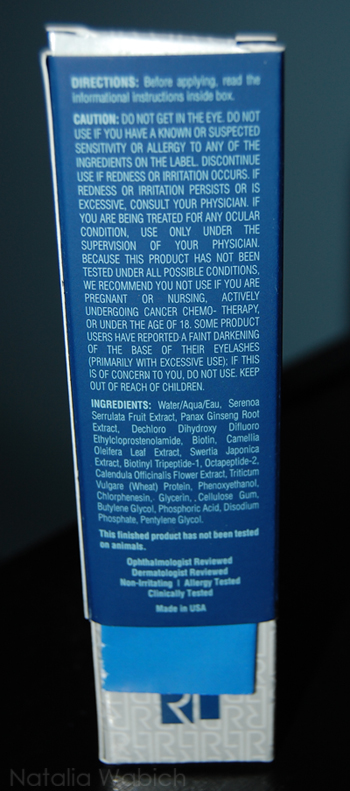 DIRECTIONS: Before applying, read the
informational instructions inside box.
CAUTION: DO NOT GET IN THE EYE. DO NOT
USE IF YOU HAVE A KNOWN OR SUSPECTED
SENSITIVITY OR ALLERGY TO ANY OF THE
INGREDIENTS ON THE LABEL. DISCONTINUE
USE IF REDNESS OR IRRITATION OCCURS. IF
REDNESS OR IRRITATION PERSISTS OR IS
EXCESSIVE, CONSULT YOUR PHYSICIAN. IF
YOU ARE BEING TREATED FOR ANY OCULAR
CONDITION, USE ONLY UNDER THE
SUPERVISION OF YOUR PHYSICIAN.
BECAUSE THIS PRODUCT HAS NOT BEEN
TESTED UNDER ALL POSSIBLE CONDITIONS,
WE RECOMMEND YOU NOT USE IF YOU ARE
PREGNANT OR NURSING, ACTIVELY
UNDERGOING CANCER CHEMO- THERAPY,
OR UNDER THE AGE OF 18. SOME PRODUCT
USERS HAVE REPORTED A FAINT DARKENING
OF THE BASE OF THEIR EYELASHES
(PRIMARILY WITH EXCESSIVE USE); IF THIS
IS OF CONCERN TO YOU, DO NOT USE. KEEP
OUT OF REACH OF CHILDREN.
INGREDIENTS: Water/Aqua/Eau, Serenoa
Serrulata Fruit Extract, Panax Ginseng Root
Extract, Dechloro Dihydroxy Difluoro
Ethylcloprostenolamide, Biotin, Camellia
Oleifera Leaf Extract, Swertia Japonica
Extract, Biotinyl Tripeptide-1, Octapeptide-2,
Calendula Officinalis Flower Extract, Triticum
Vulgare (Wheat) Protein, Phenoxyethanol,
Chlorphenesin, Glycerin, , Cellulose Gum,
Butylene Glycol, Phosphoric Acid, Disodium
Phosphate, Pentylene Glycol.
This finished product has not been tested
on animals.
Ophthalmologist Reviewed
Dermatologist Reviewed
Non-Irritating | Allergy Tested
Clinically Tested
Made in USA
Natalia Wabich